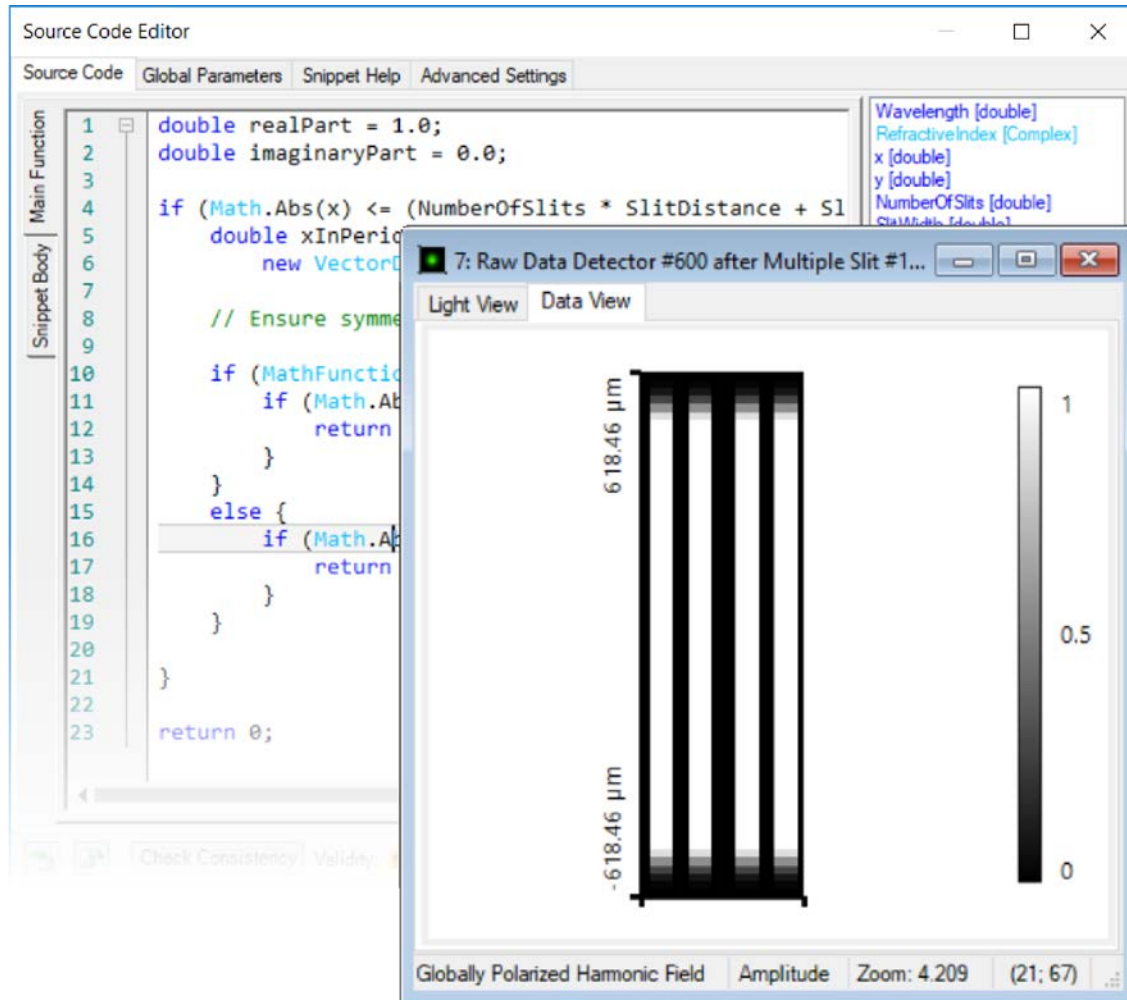 Source Code Editor
Source Code Global Parameters Snippet Help Advanced Settings
Main Function
Snippet Body
1 double realPart = 1.0;
2 double imaginaryPart = 0.0;
3
4 if (Math.Abs(x) <= (NumberOfSlits * SlitDistance + Sl
5 double xInPeric
6 new VectorD
7
8 // Ensure symme
9
10 if (MathFunctic
11 if (Math.Ab
12 return
13 }
14 }
15 else {
16 if (Math.Ab
17 return
18 }
19 }
20
21 }
22
23 return 0;
Wavelength [double]
RefractiveIndex [Complex]
x [double]
y [double]
NumberOfSlits [double]
SlitWidth [double]
Check Consistency Validity:
7: Raw Data Detector #600 after Multiple Slit #1...
Light View Data View
618.46 µm
-618.46 µm
1
0.5
0
Globally Polarized Harmonic Field Amplitude Zoom: 4.209 (21; 67)